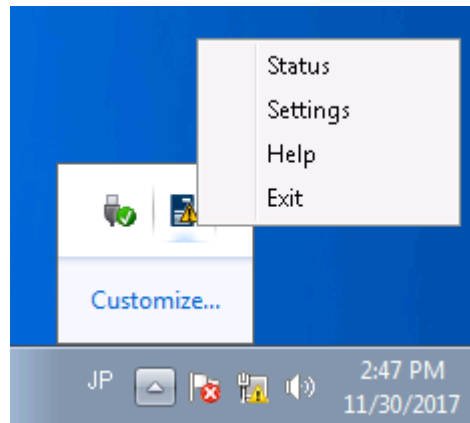 Status
Settings
Help
Exit
Customize...
JP
2:47 PM
11/30/2017